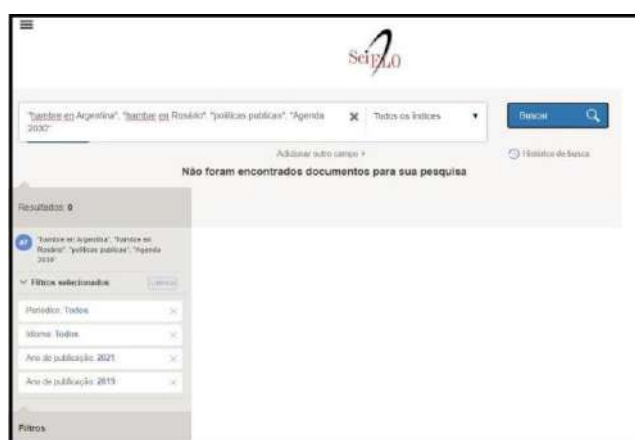 SciELO
"hambre en Argentina", "hambre en Rosário", "políticas publicas", "Agenda
2030"
Todos os índices
Buscar
Adicionar outro campo +
Histórico de busca
Não foram encontrados documentos para sua pesquisa
Resultados: 0
"hambre en Argentina", "hambre en
Rosário", "políticas publicas", "Agenda
2030"
Filtros selecionados
Periódico: Todos
Idioma: Todos
Ano de publicação: 2021
Ano de publicação: 2019
Filtros